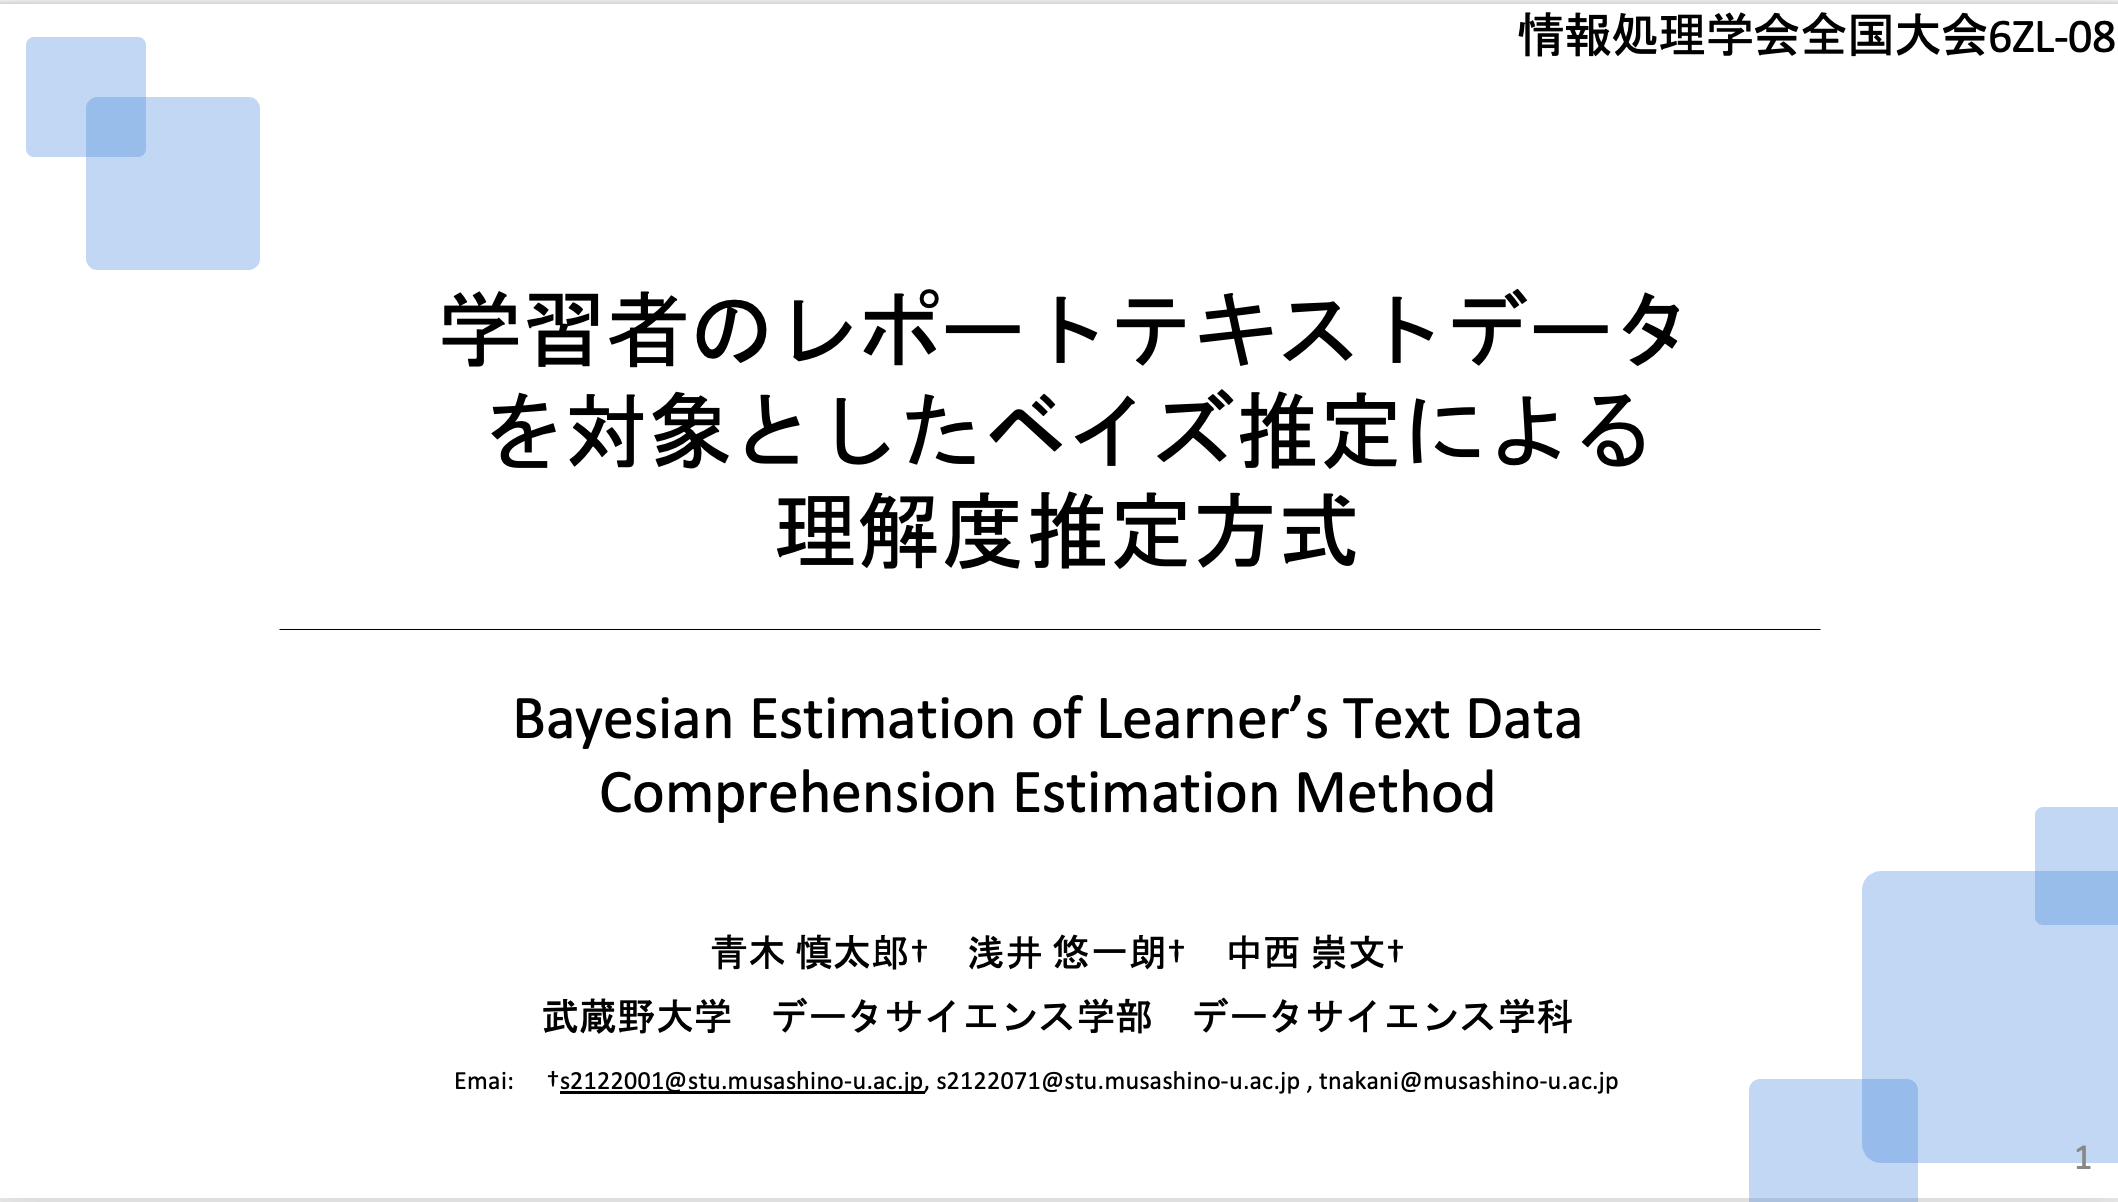 情報処理学会全国大会6ZL-08
学習者のレポートテキストデータ
を対象としたベイズ推定による
理解度推定方式
Bayesian Estimation of Learner’s Text Data
Comprehension Estimation Method
青木 慎太郎†　浅井 悠一朗†　中西 崇文†
武蔵野大学　データサイエンス学部　データサイエンス学科
Emai:　†s2122001@stu.musashino-u.ac.jp, s2122071@stu.musashino-u.ac.jp , tnakani@musashino-u.ac.jp
1